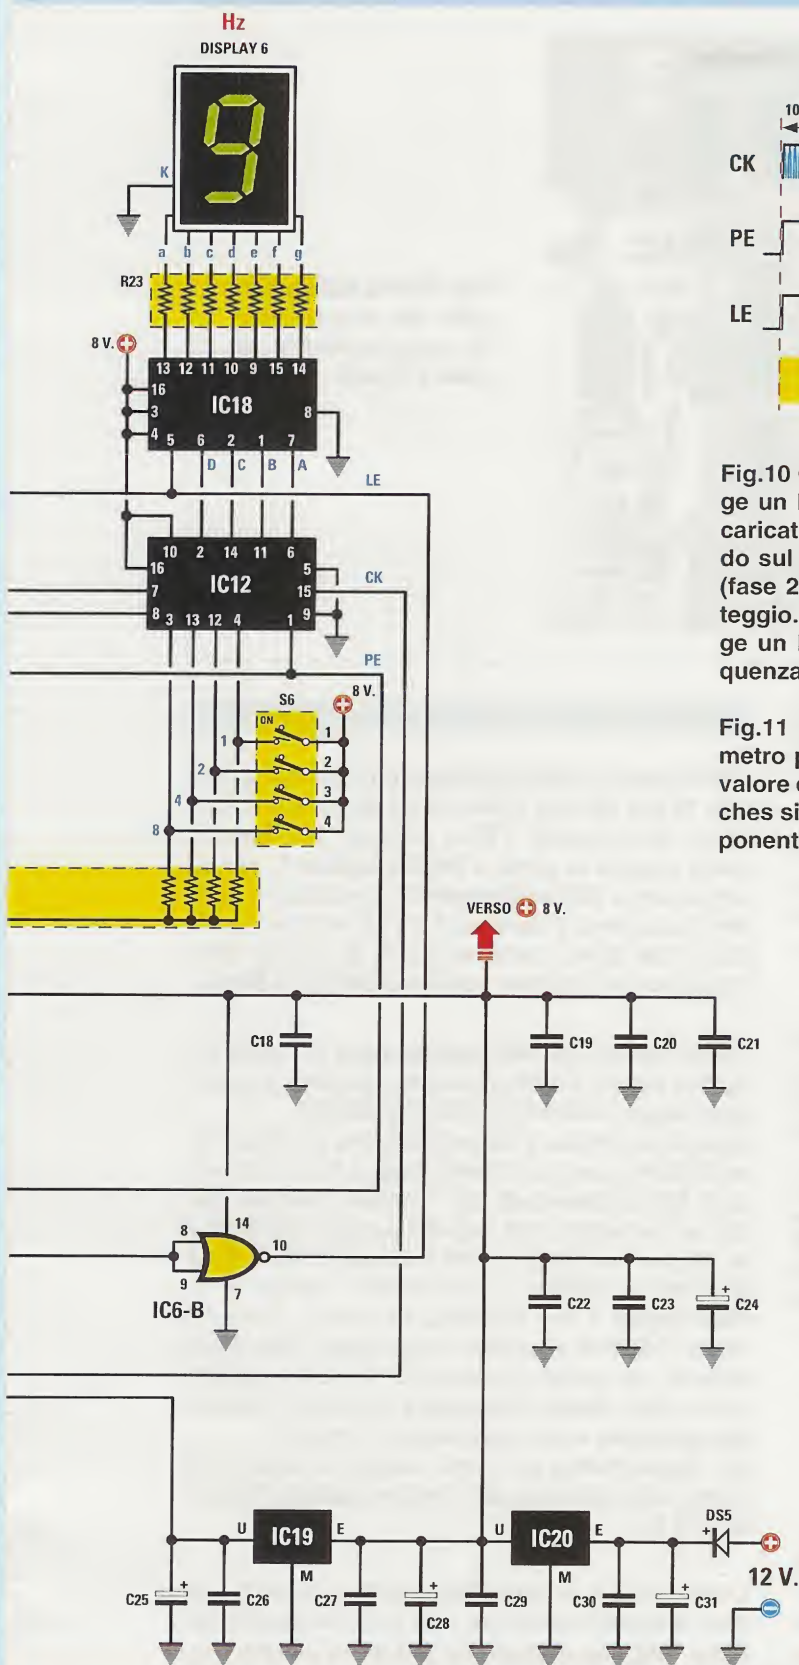 Hz
DISPLAY 6
K
a b c d e f g
R23
8 V.
13 12 11 10 9 15 14
16
3
4
IC18
8
5 6 2 1 7
D C B A
LE
10 2 14 11 6
16
7
8
IC12
5
15
9
CK
3 13 12 4 1
PE
S6
8 V.
ON
1 1
2 2
4 3
8 4
VERSO 8 V.
C18
C19
C20
C21
8
9
14
10
7
IC6-B
C22
C23
C24
U IC19 E
M
U IC20 E
M
DS5
12 V.
C25
C26
C27
C28
C29
C30
C31
10
CK
PE
LE
Fig.10
ge un
caricat
do sul
(fase 2
teggio.
ge un
quenza
Fig.11
metro p
valore
ches si
ponent